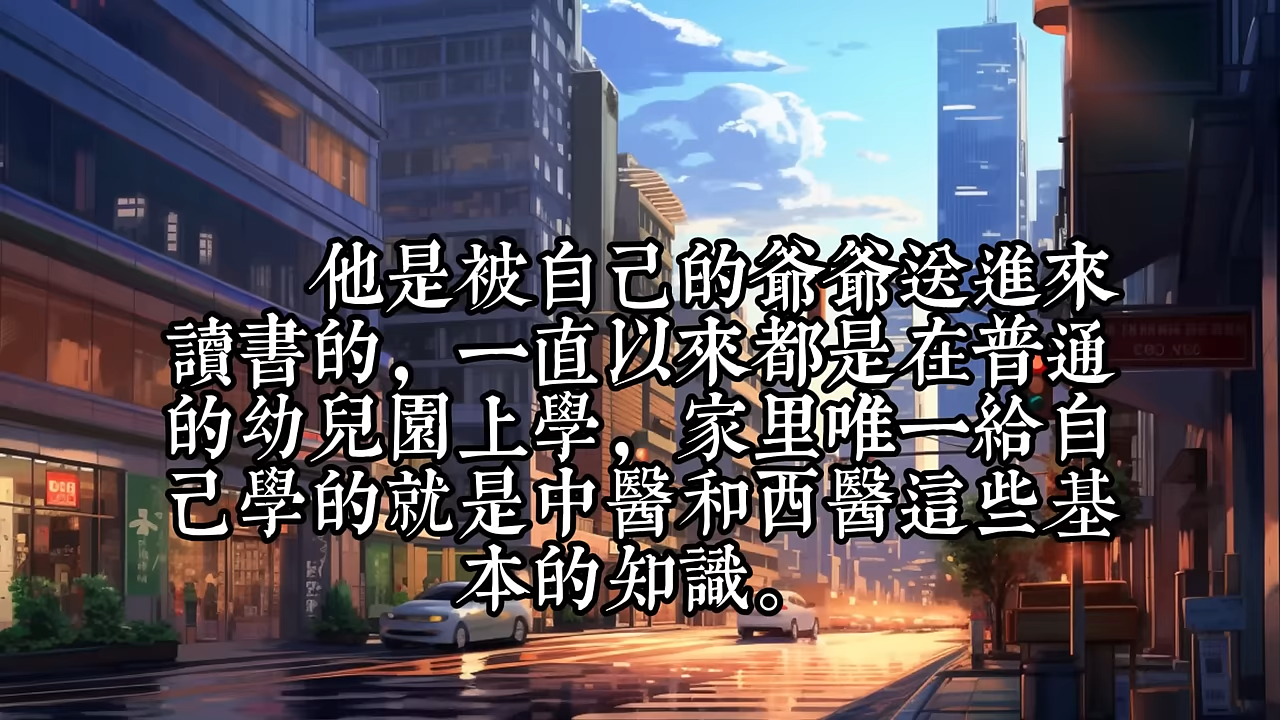 他是被自己的爺爺送進來
讀書的，一直以來都是在普通
的幼兒園上學，家里唯一給自
己學的就是中醫和西醫這些基
本的知識。